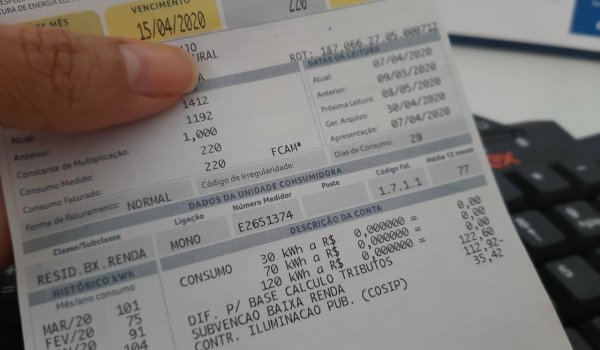 VENCIMENTO
15/04/2020
MÊS
220
ROT: 187.066.27.05.000712
DATAS DA LEITURA
Atual: 07/04/2020
Anterior: 09/03/2020
Próxima Leitura: 08/05/2020
Ger. Arquivo: 30/04/2020
Apresentação: 07/04/2020
Dias de Consumo: 29
Atual: 1412
Anterior: 1192
Constante de Multiplicação: 1,000
Consumo Medido: 220
Consumo Faturado: 220 FCAM*
Forma de Faturamento: NORMAL Código de Irregularidade:
DADOS DA UNIDADE CONSUMIDORA
Classe/Subclasse Ligação Número Medidor Poste Código Fat. Média 12 meses
RESID.BX.RENDA MONO E2651374 1.7.1.1 77
HISTÓRICO kWh
Mês/ano consumo
MAR/20 101
FEV/20 75
91
104
DESCRIÇÃO DA CONTA
CONSUMO 30 kWh a R$ 0,000000 = 0,00
70 kWh a R$ 0,000000 = 0,00
120 kWh a R$ 0,000000 = 0,00
DIF. P/ BASE CALCULO TRIBUTOS 122,60
SUBVENCAO BAIXA RENDA 112,92-
CONTR. ILUMINACAO PUB. (COSIP) 35,42